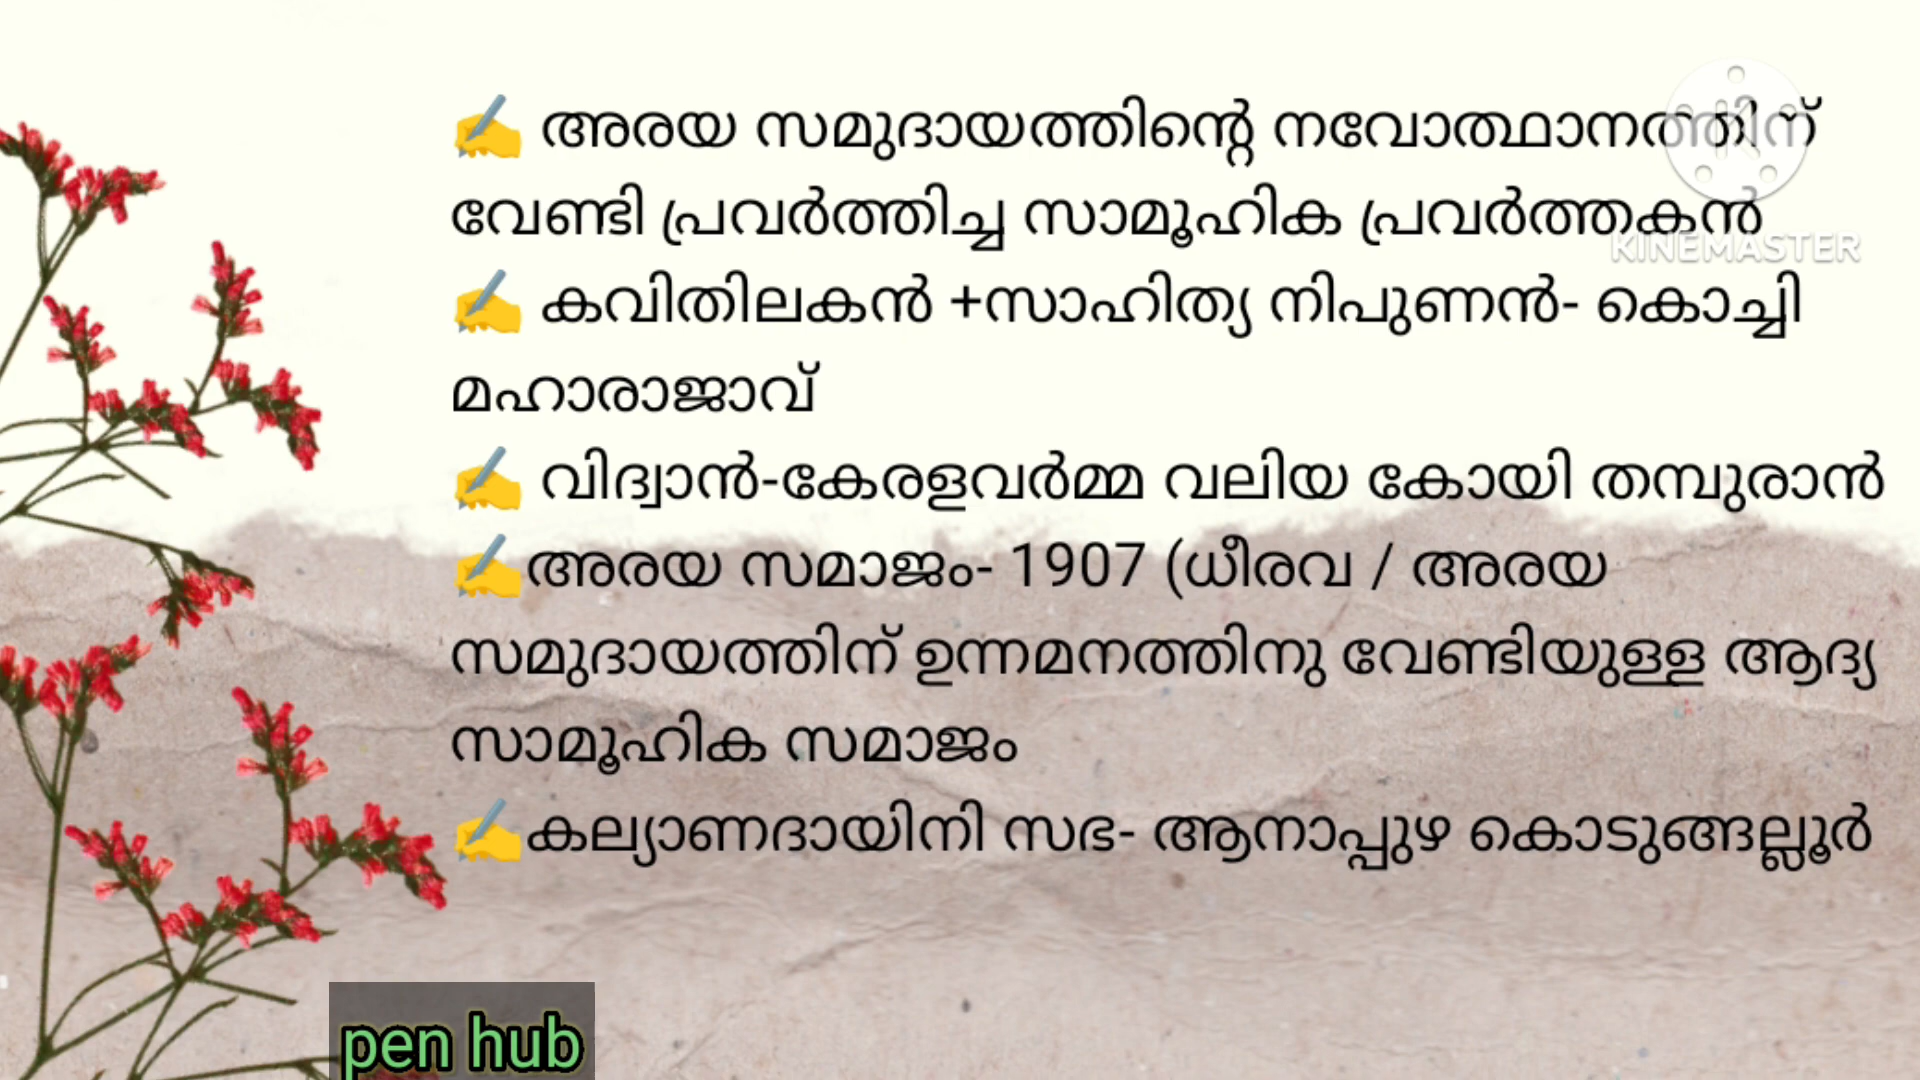 ✍️ അരയ സമുദായത്തിന്റെ നവോത്ഥാനത്തിന്
വേണ്ടി പ്രവർത്തിച്ച സാമൂഹിക പ്രവർത്തകൻ
KINEMASTER
✍️ കവിതിലകൻ +സാഹിത്യ നിപുണൻ- കൊച്ചി
മഹാരാജാവ്
✍️ വിദ്വാൻ-കേരളവർമ്മ വലിയ കോയി തമ്പുരാൻ
✍️അരയ സമാജം- 1907 (ധീരവ / അരയ
സമുദായത്തിന് ഉന്നമനത്തിനു വേണ്ടിയുള്ള ആദ്യ
സാമൂഹിക സമാജം
✍️കല്യാണദായിനി സഭ- ആനാപ്പുഴ കൊടുങ്ങല്ലൂർ
pen hub